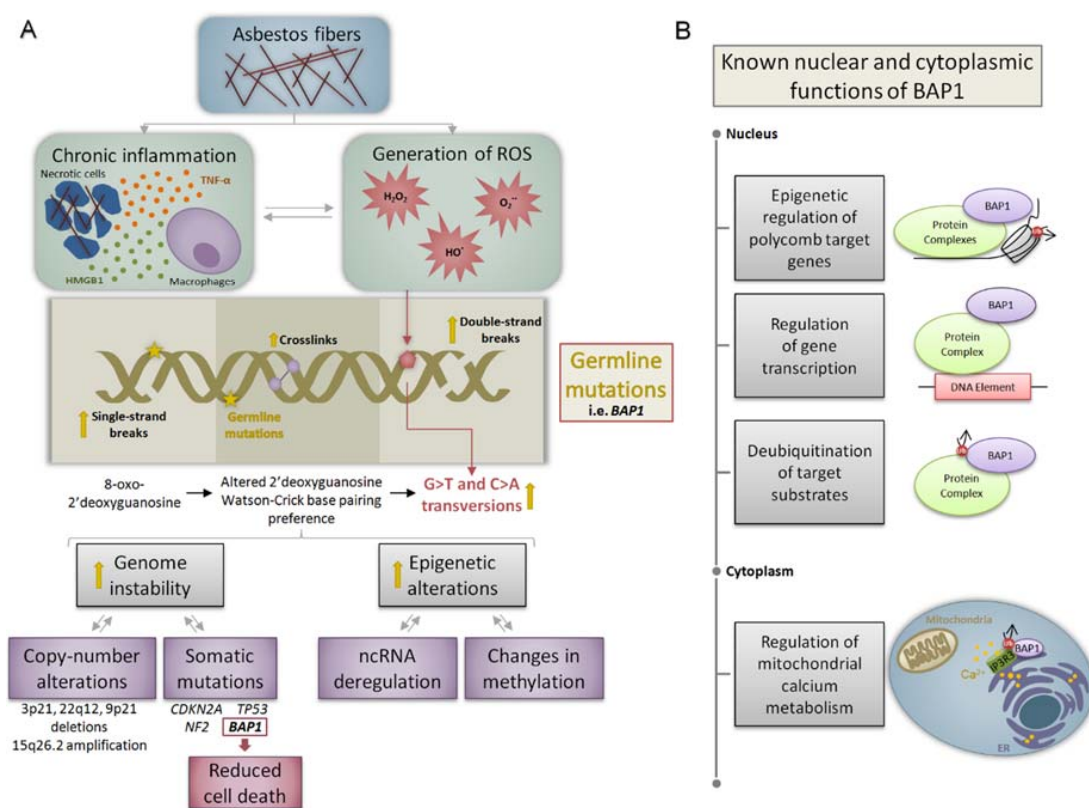 A
Asbestos fibers
Chronic inflammation
Necrotic cells
TNF-α
HMGB1
Macrophages
Generation of ROS
H₂O₂
O₂˙⁻
HO˙
Crosslinks
Double-strand
breaks
Single-strand
breaks
Germline
mutations
Germline
mutations
i.e. BAP1
8-oxo-
2’deoxyguanosine
Altered 2’deoxyguanosine
Watson-Crick base pairing
preference
G>T and C>A
transversions
Genome
instability
Epigenetic
alterations
Copy-number
alterations
Somatic
mutations
ncRNA
deregulation
Changes in
methylation
3p21, 22q12, 9p21
deletions
15q26.2 amplification
CDKN2A TP53
NF2 BAP1
Reduced
cell death
B
Known nuclear and cytoplasmic
functions of BAP1
Nucleus
Epigenetic
regulation of
polycomb target
genes
BAP1
Protein
Complexes
Ub
Regulation
of gene
transcription
BAP1
Protein
Complex
DNA Element
Deubiquitination
of target
substrates
Ub
BAP1
Protein
Complex
Cytoplasm
Regulation of
mitochondrial
calcium
metabolism
Mitochondria
Ca²⁺
Ub
BAP1
IP3R3
ER